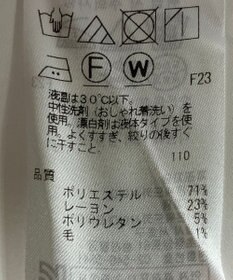 F W
F23
液温は30℃以下。
中性洗剤(おしゃれ着洗い)を
使用。漂白剤は液体タイプを使
用。よくすすぎ、絞りの後すぐ
に干すこと。
110
品質
ポリエステル 71%
レーヨン 23%
ポリウレタン 5%
毛 1%